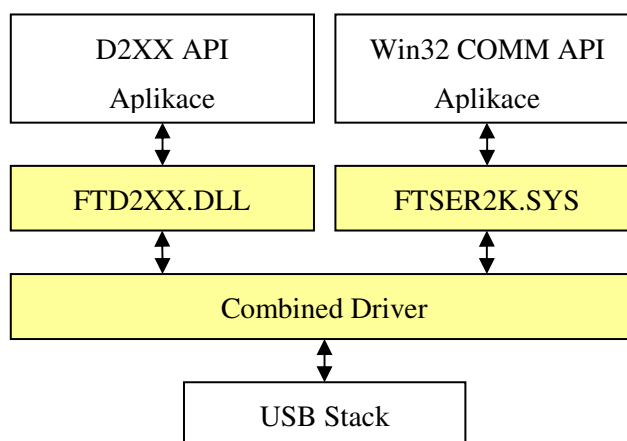 D2XX API
Aplikace
Win32 COMM API
Aplikace
FTD2XX.DLL
FTSER2K.SYS
Combined Driver
USB Stack